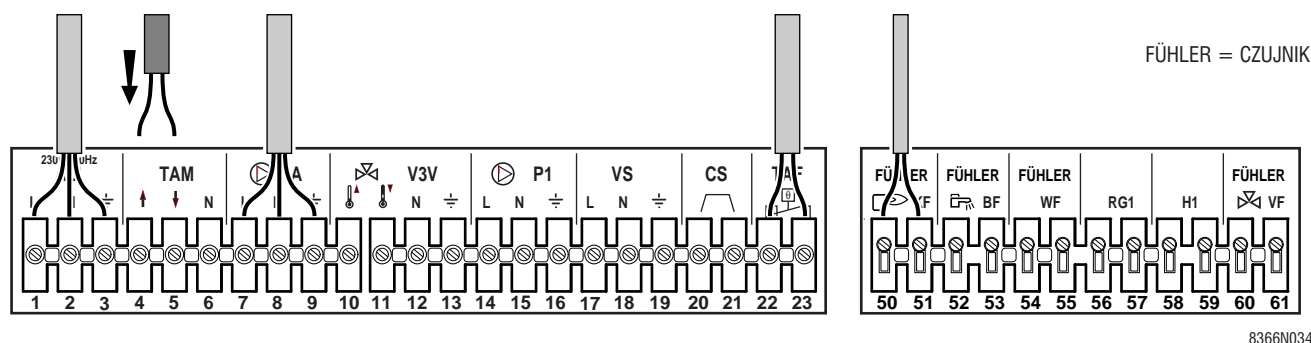 FÜHLER = CZUJNIK
TAM V3V P1 VS CS
FÜHLER FÜHLER FÜHLER
BF WF RG1 H1 VF
N N L N L N
1 2 3 4 5 6 7 8 9 10 11 12 13 14 15 16 17 18 19 20 21 22 23
50 51 52 53 54 55 56 57 58 59 60 61
8366N034